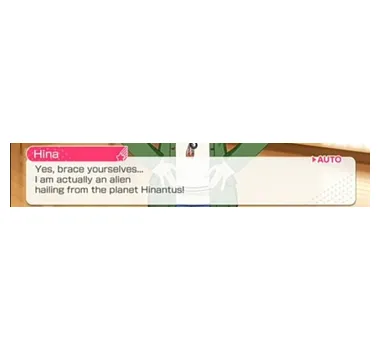 Hina
AUTO
Yes, brace yourselves...
I am actually an alien
hailing from the planet Hinantus!